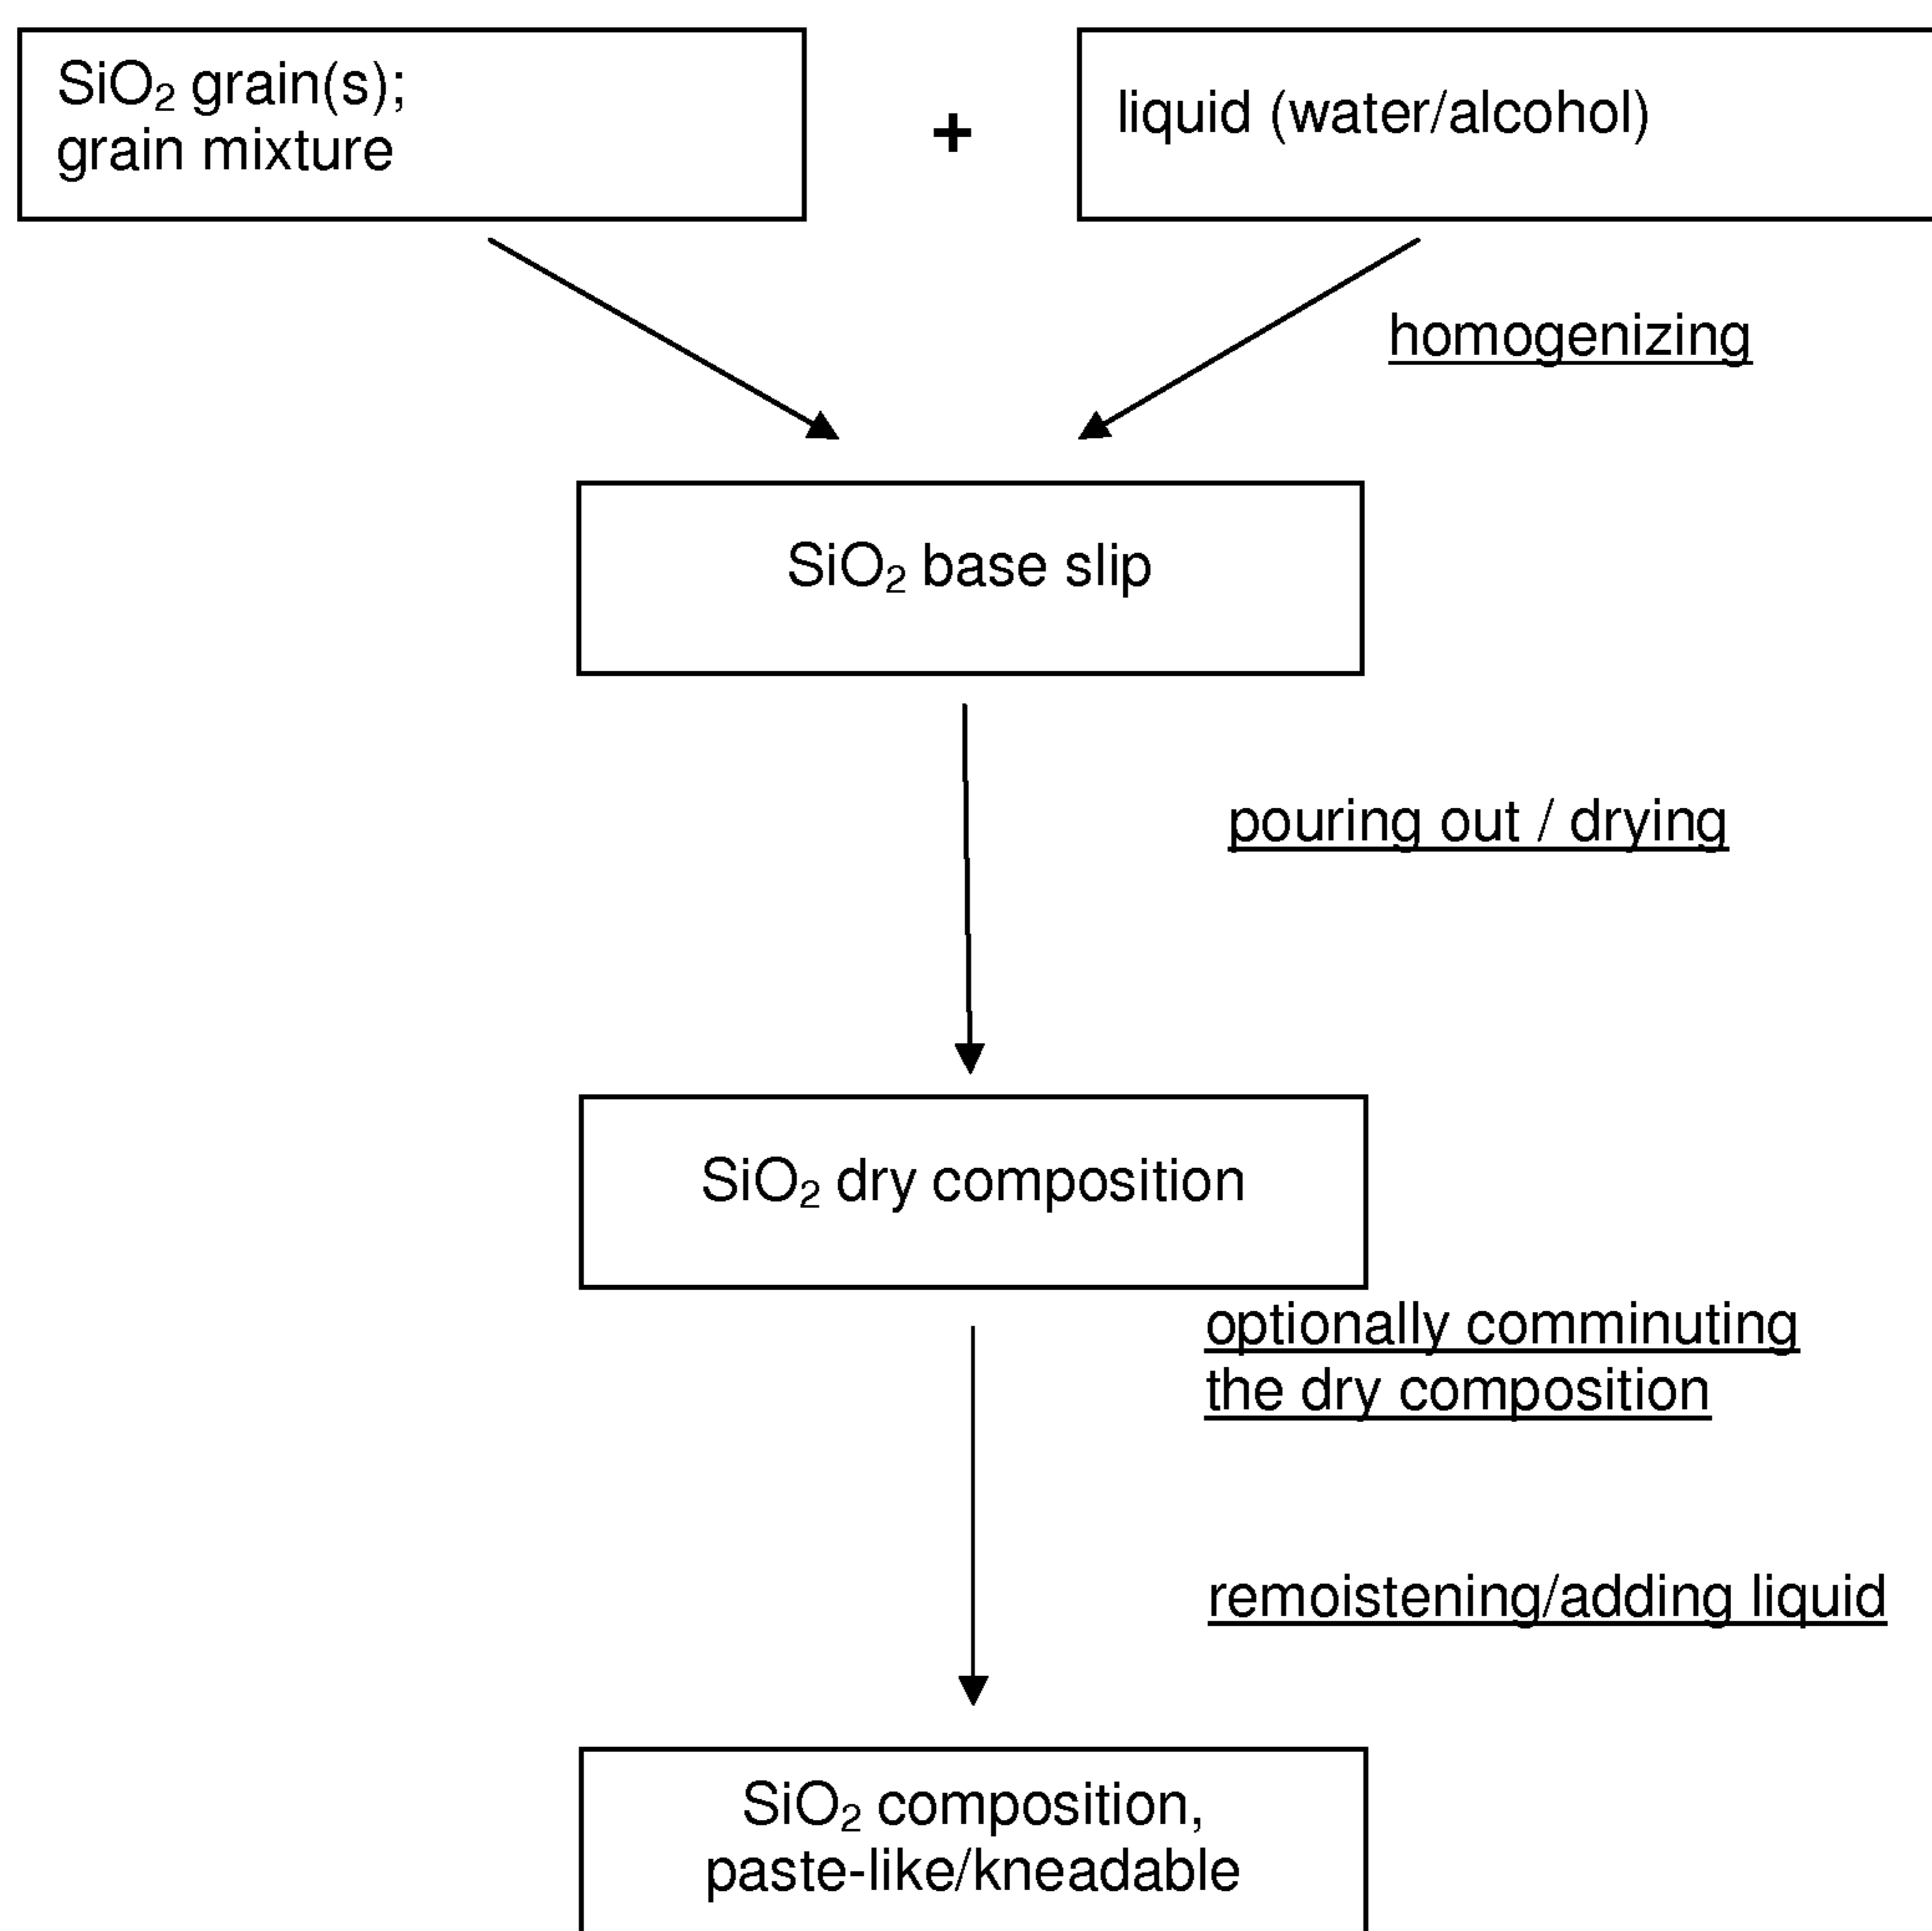 SiO₂ grain(s);
grain mixture
+
liquid (water/alcohol)
homogenizing
SiO₂ base slip
pouring out / drying
SiO₂ dry composition
optionally comminuting
the dry composition
remoistening/adding liquid
SiO₂ composition,
paste-like/kneadable